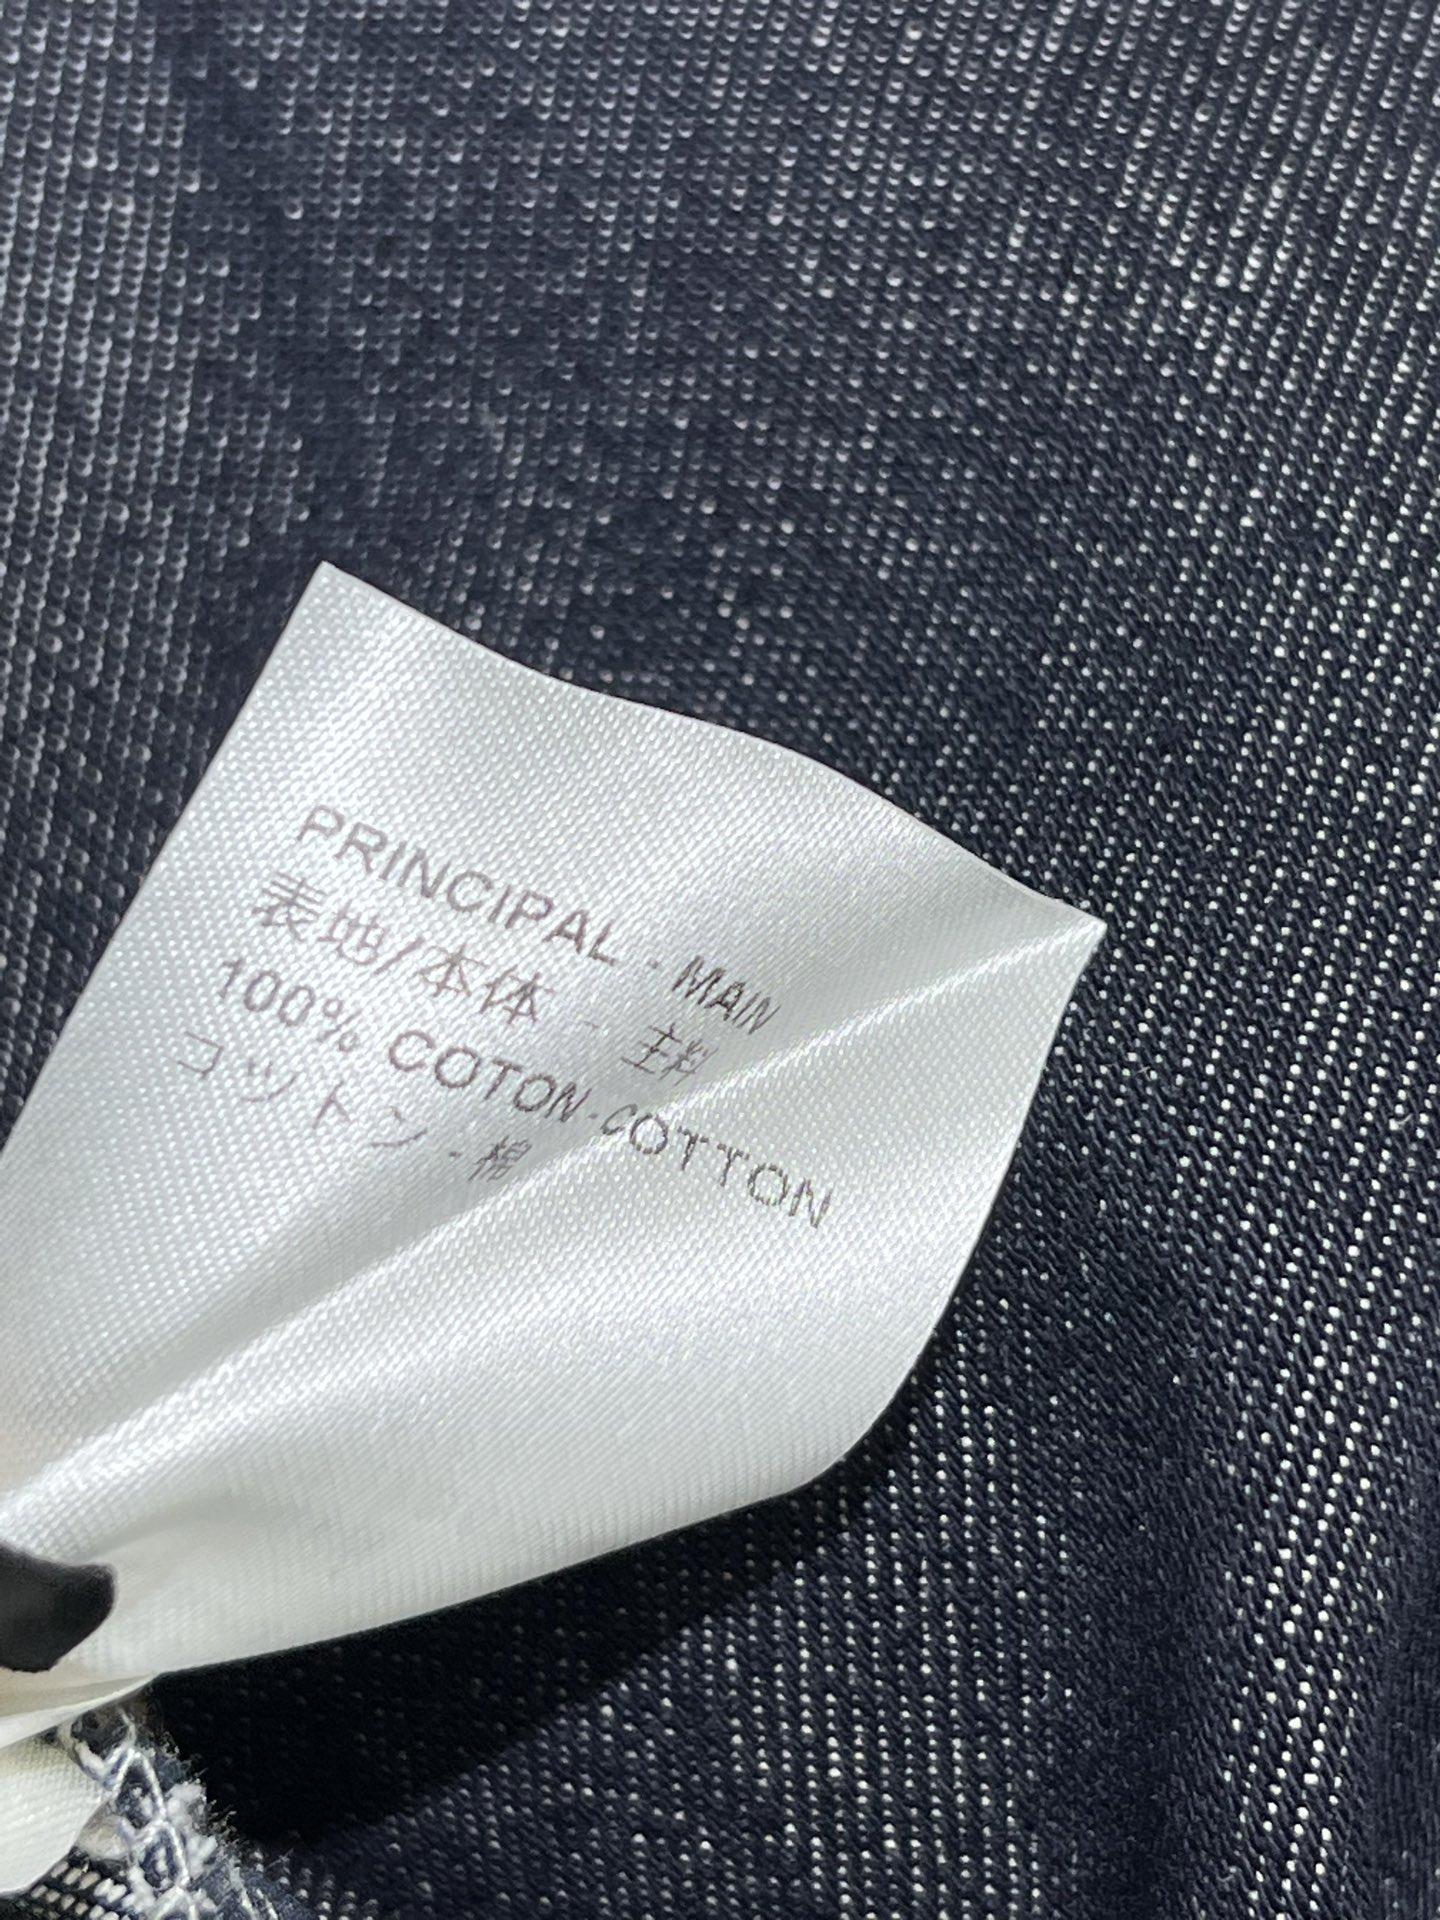 PRINCIPAL - MAIN
表地/本体 - 主料
100% COTON-COTTON
コットン - 棉